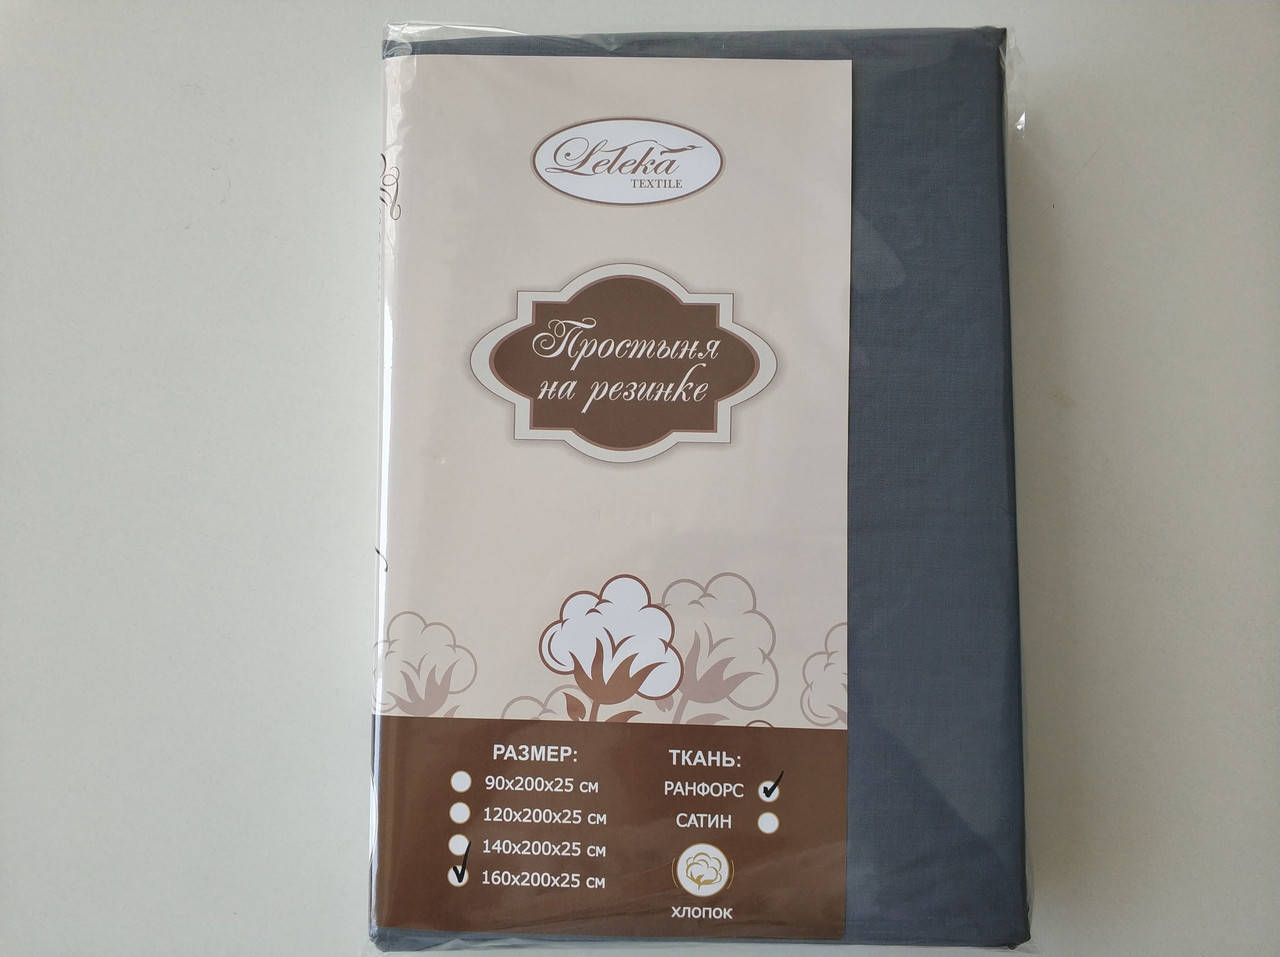 Leleka
TEXTILE
Простыня
на резинке
РАЗМЕР:
90x200x25 см
120x200x25 см
140x200x25 см
160x200x25 см
ТКАНЬ:
РАНФОРС
САТИН
ХЛОПОК